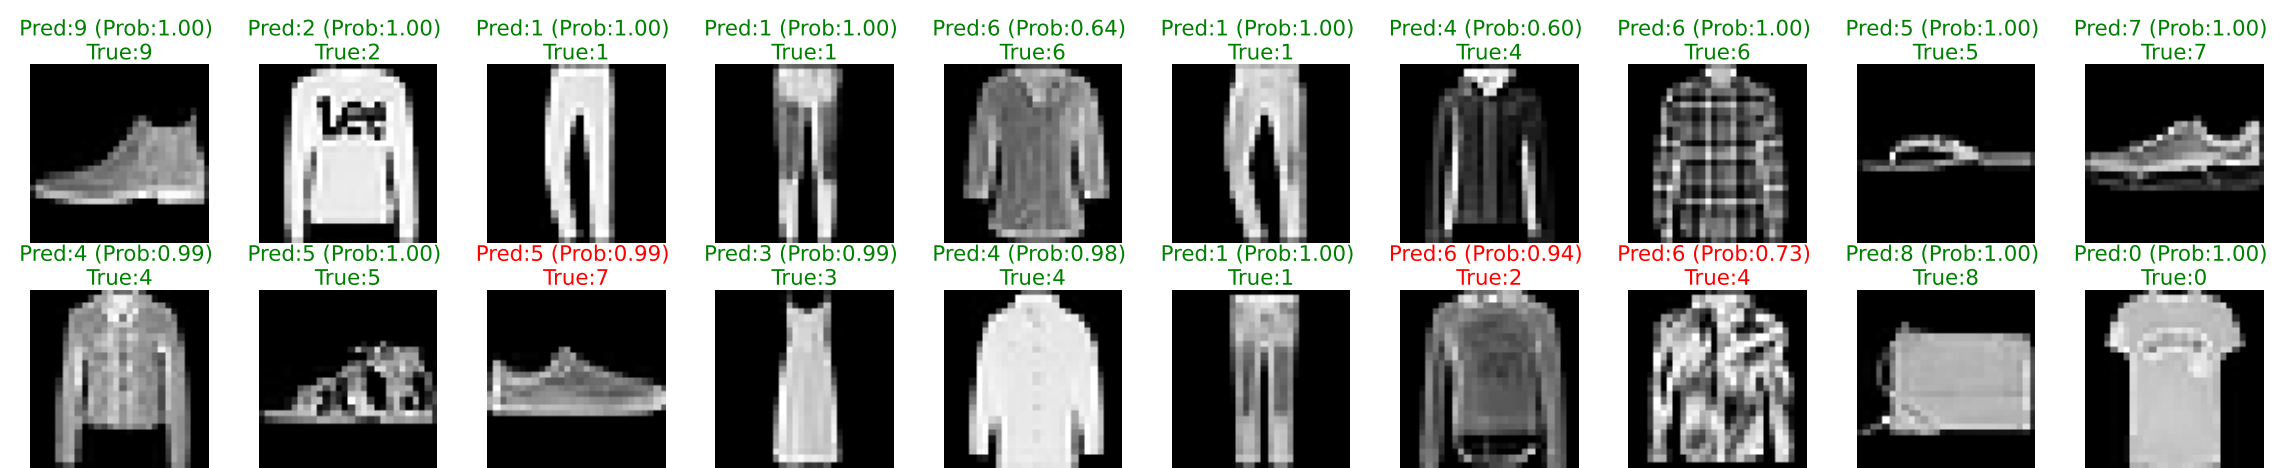 Pred:9 (Prob:1.00) Pred:2 (Prob:1.00) Pred:1 (Prob:1.00) Pred:1 (Prob:1.00) Pred:6 (Prob:0.64) Pred:1 (Prob:1.00) Pred:4 (Prob:0.60) Pred:6 (Prob:1.00) Pred:5 (Prob:1.00) Pred:7 (Prob:1.00)
True:9 True:2 True:1 True:1 True:6 True:1 True:4 True:6 True:5 True:7
Lee
Pred:4 (Prob:0.99) Pred:5 (Prob:1.00) Pred:5 (Prob:0.99) Pred:3 (Prob:0.99) Pred:4 (Prob:0.98) Pred:1 (Prob:1.00) Pred:6 (Prob:0.94) Pred:6 (Prob:0.73) Pred:8 (Prob:1.00) Pred:0 (Prob:1.00)
True:4 True:5 True:7 True:3 True:4 True:1 True:2 True:4 True:8 True:0